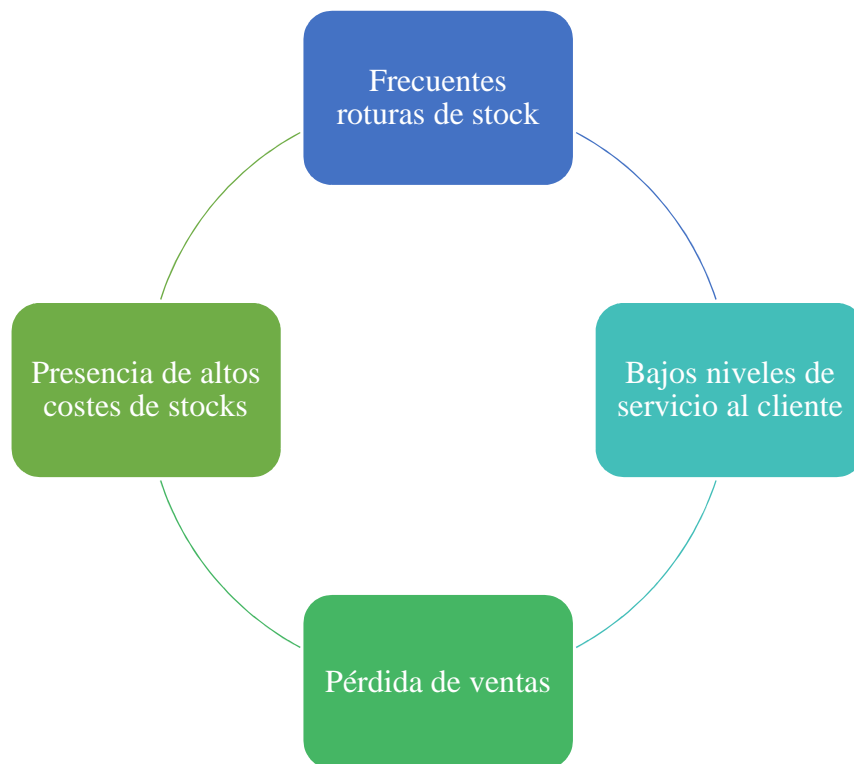 Frecuentes
roturas de stock
Bajos niveles de
servicio al cliente
Pérdida de ventas
Presencia de altos
costes de stocks